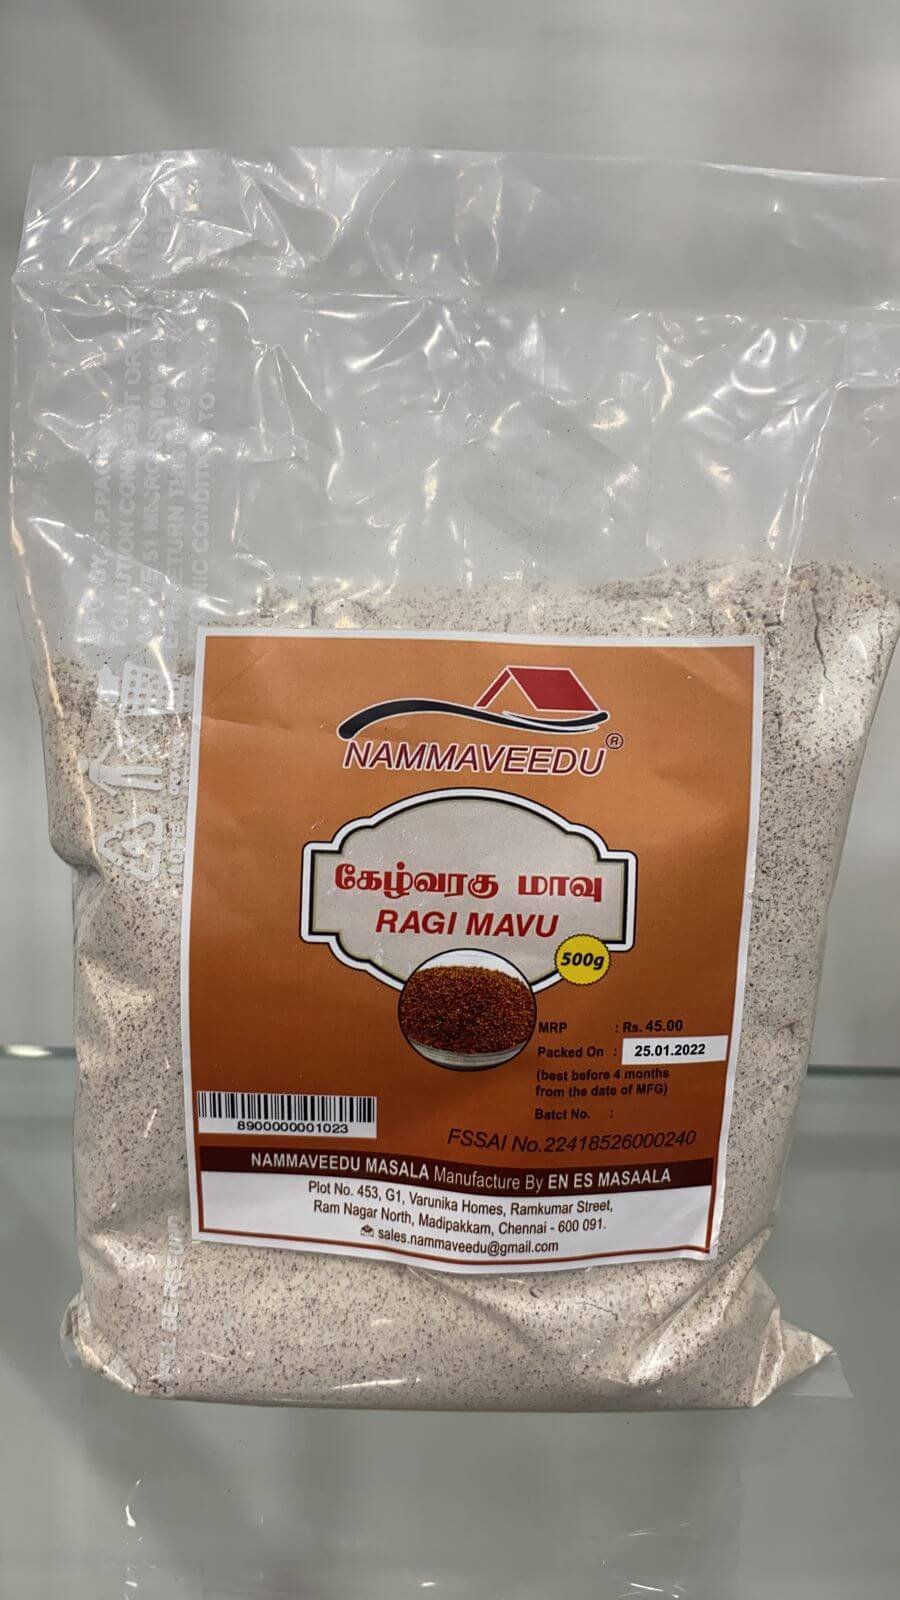 NAMMAVEEDU®
கேழ்வரகு மாவு
RAGI MAVU
500g
MRP : Rs. 45.00
Packed On : 25.01.2022
(best before 4 months
from the date of MFG)
Batct No. :
8900000001023
FSSAI No.22418526000240
NAMMAVEEDU MASALA Manufacture By EN ES MASAALA
Plot No. 453, G1, Varunika Homes, Ramkumar Street,
Ram Nagar North, Madipakkam, Chennai - 600 091.
sales.nammaveedu@gmail.com